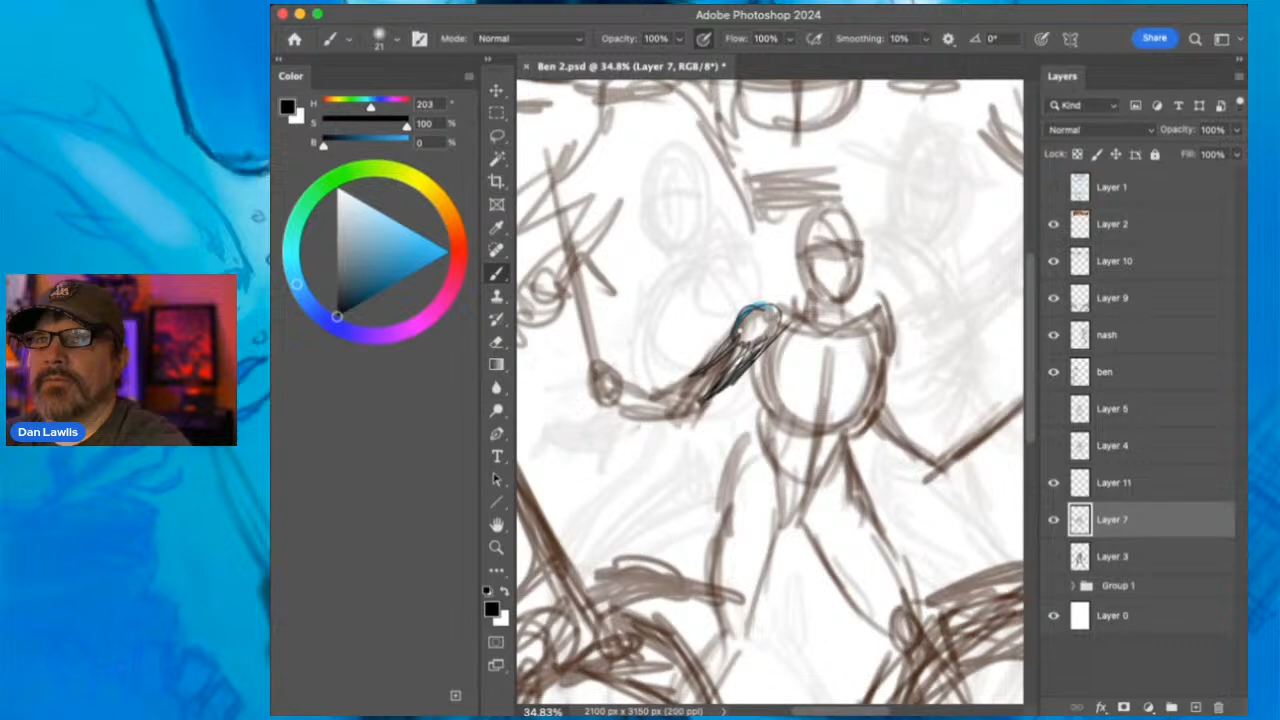 Adobe Photoshop 2024
21
Mode: Normal
Opacity: 100%
Flow: 100%
Smoothing: 10%
0°
Share
Color
× Ben 2.psd @ 34.8% (Layer 7, RGB/8*) *
Layers
H 203 °
S 100 %
B 0 %
Kind
Normal
Opacity: 100%
Lock:
Fill: 100%
Layer 1
Layer 2
Layer 10
Layer 9
nash
ben
Layer 5
Layer 4
Layer 11
Layer 7
Layer 3
Group 1
Layer 0
Dan Lawlis
34.83%
2100 px x 3150 px (200 ppi)
fx